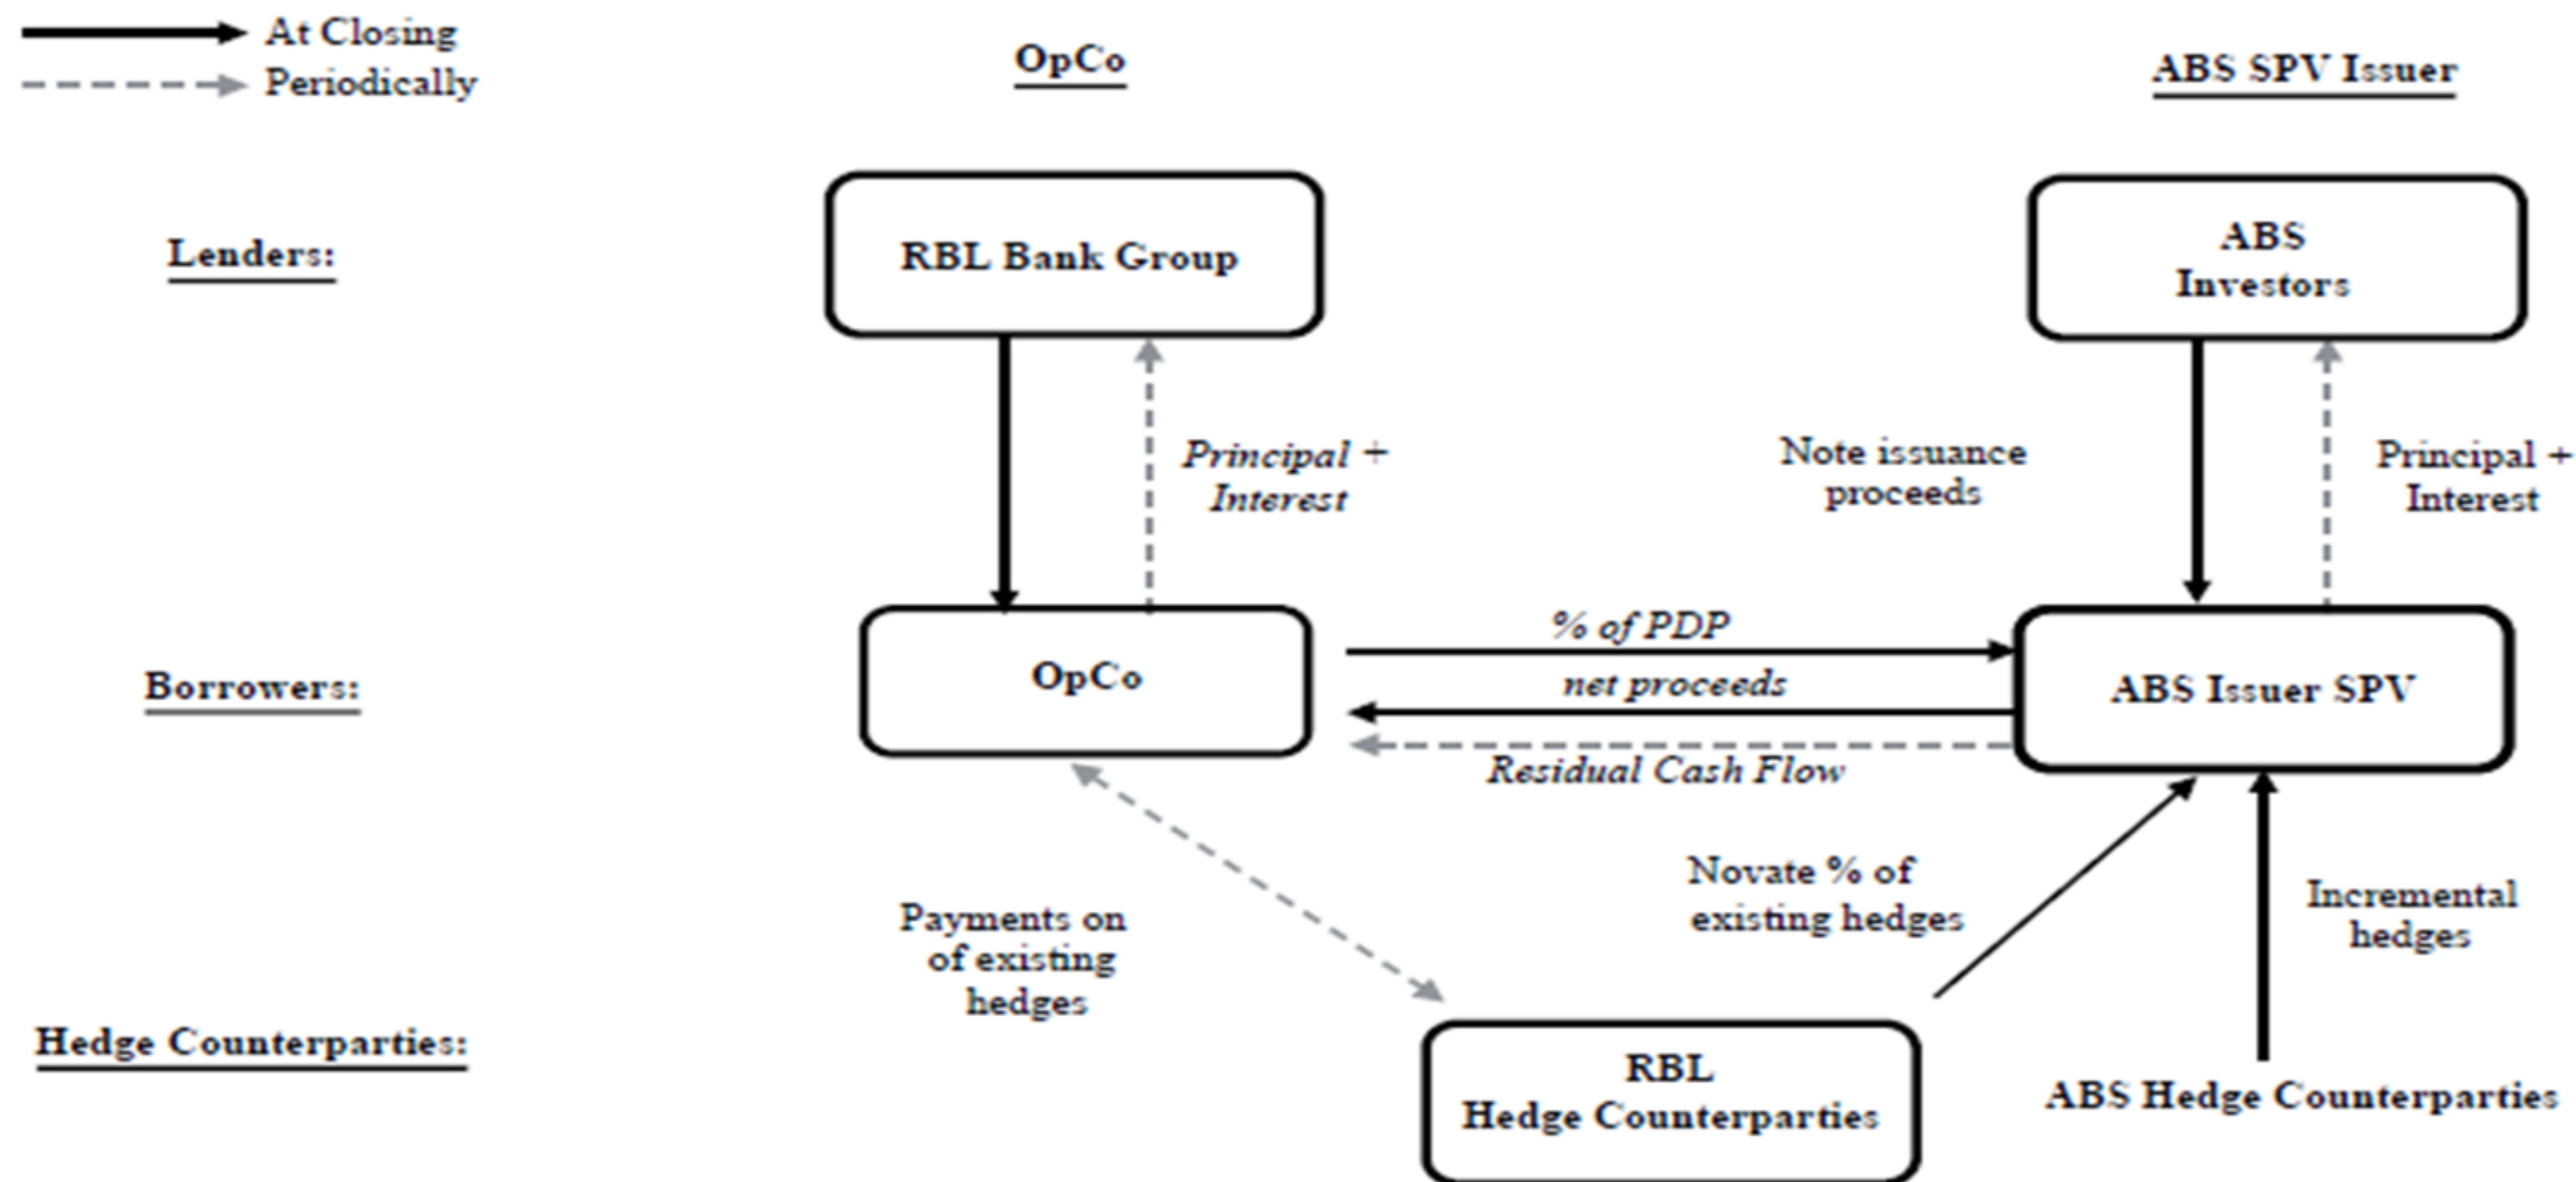 At Closing
Periodically
OpCo
ABS SPV Issuer
Lenders:
RBL Bank Group
ABS
Investors
Principal +
Interest
Note issuance
proceeds
Principal +
Interest
Borrowers:
OpCo
% of PDP
net proceeds
Residual Cash Flow
ABS Issuer SPV
Payments on
of existing
hedges
Novate % of
existing hedges
Incremental
hedges
Hedge Counterparties:
RBL
Hedge Counterparties
ABS Hedge Counterparties